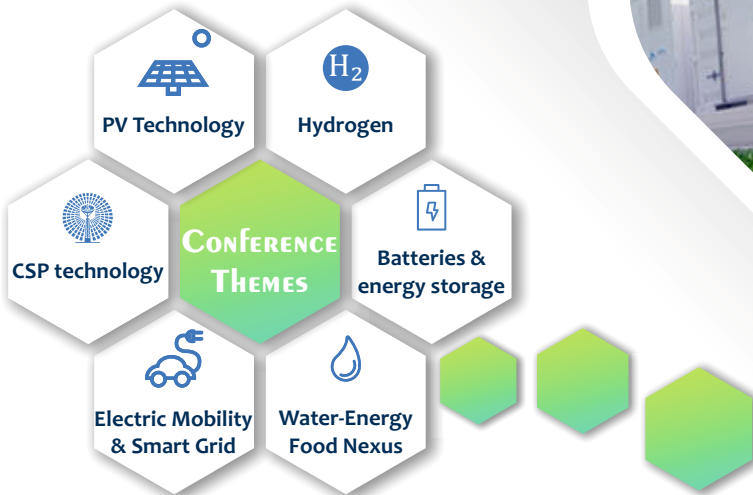 H₂
PV Technology
Hydrogen
CONFERENCE
THEMES
CSP technology
Batteries &
energy storage
Electric Mobility
& Smart Grid
Water-Energy
Food Nexus